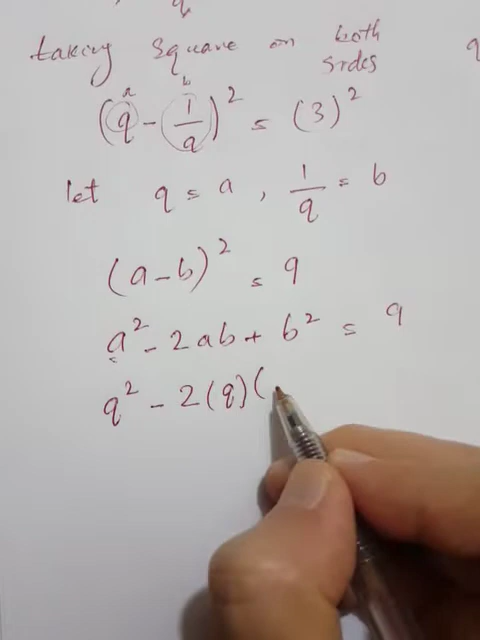 q
taking square on both sides
q
a b
(q - 1/q)² = (3)²
let q = a , 1/q = b
(a - b)² = 9
a² - 2ab + b² = 9
q² - 2(q)(